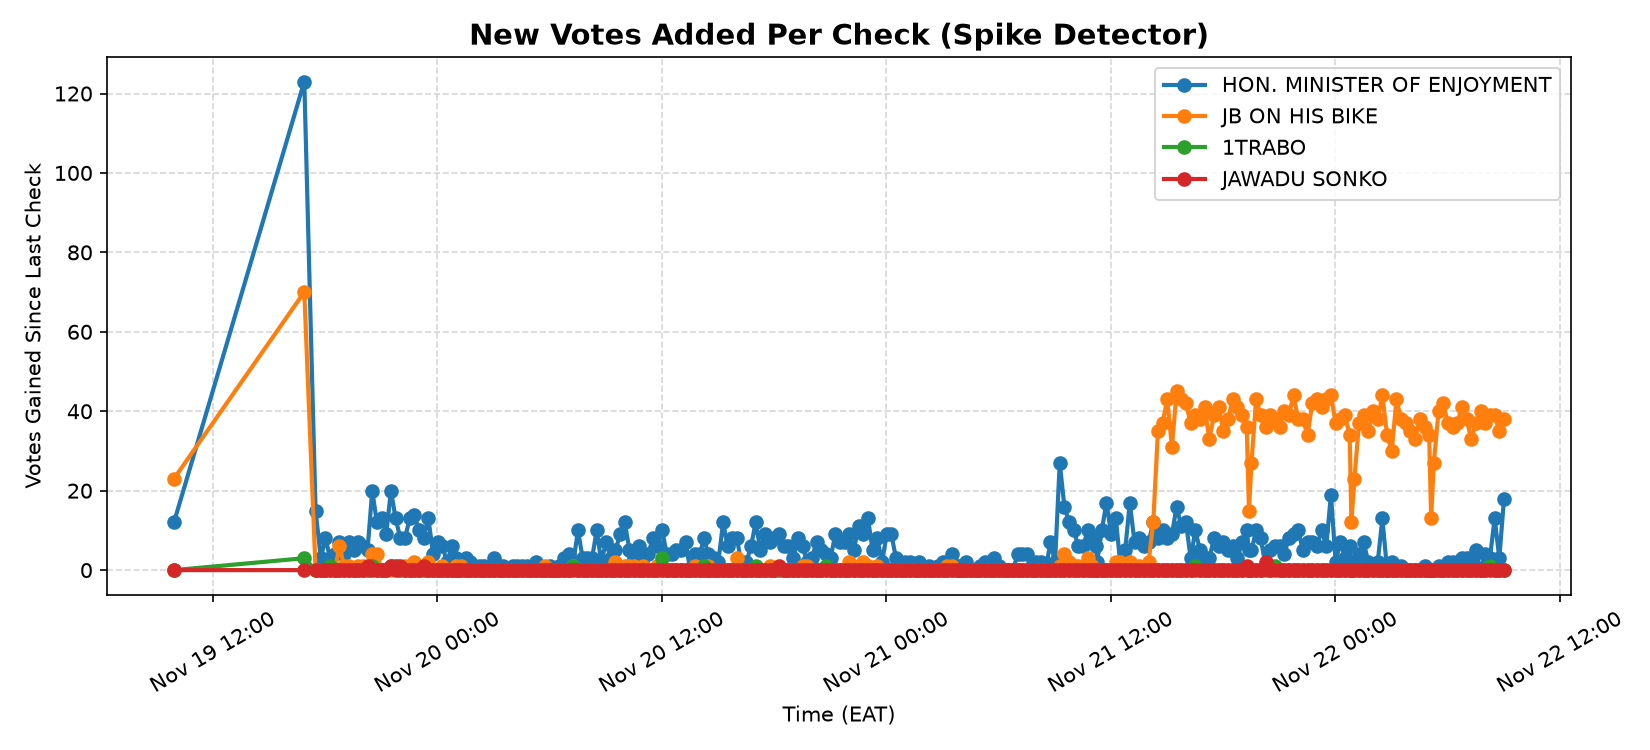 New Votes Added Per Check (Spike Detector)
HON. MINISTER OF ENJOYMENT
JB ON HIS BIKE
1TRABO
JAWADU SONKO
Votes Gained Since Last Check
120
100
80
60
40
20
0
Nov 19 12:00
Nov 20 00:00
Nov 20 12:00
Nov 21 00:00
Nov 21 12:00
Nov 22 00:00
Nov 22 12:00
Time (EAT)